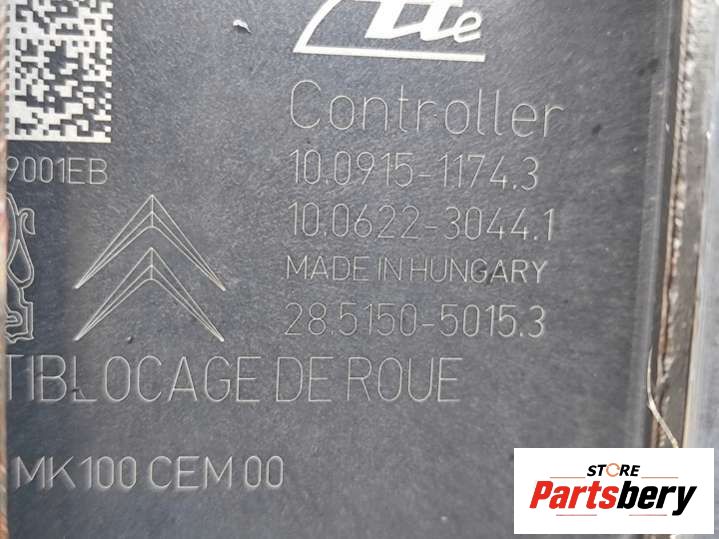 Ate
Controller
9001EB
10.0915-1174.3
10.0622-3044.1
MADE IN HUNGARY
28.5150-5015.3
TIBLOCAGE DE ROUE
MK100 CEM 00
STORE
Partsbery